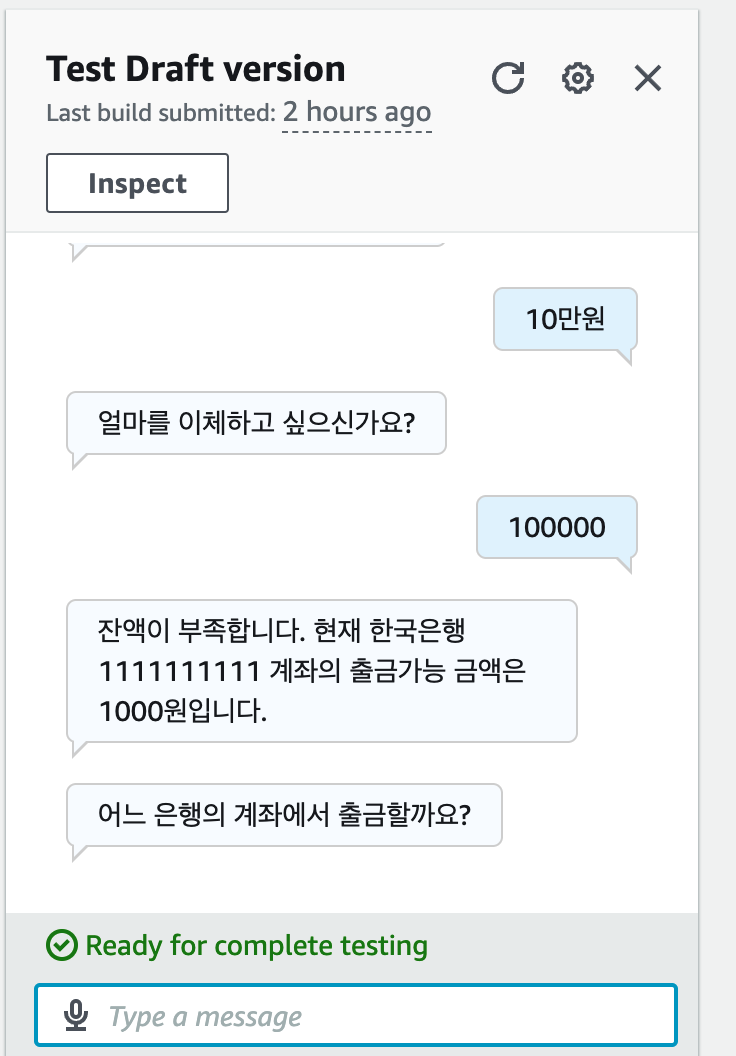 Test Draft version
Last build submitted: 2 hours ago
Inspect
10만원
얼마를 이체하고 싶으신가요?
100000
잔액이 부족합니다. 현재 한국은행
1111111111 계좌의 출금가능 금액은
1000원입니다.
어느 은행의 계좌에서 출금할까요?
Ready for complete testing
Type a message